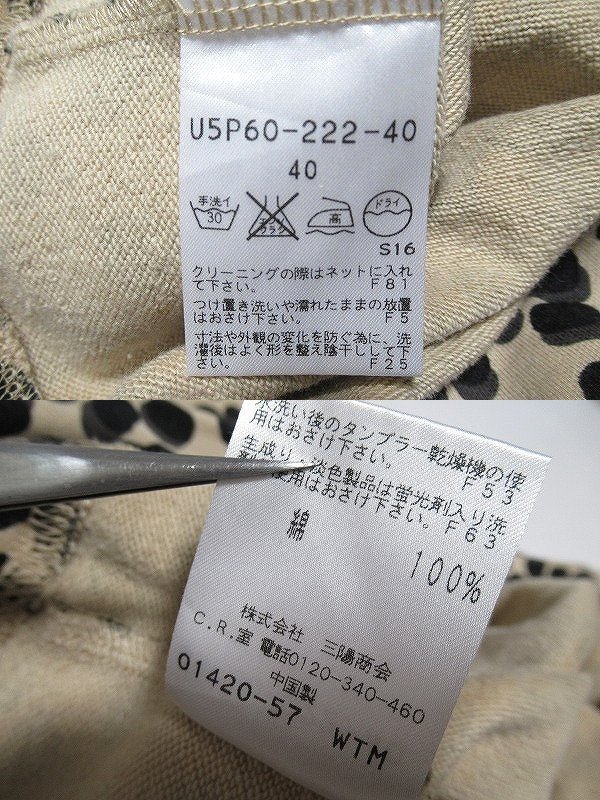 U5P60-222-40
40
手洗イ
30
エンソ
サラシ
高
ドライ
S16
クリーニングの際はネットに入れ
て下さい。 F81
つけ置き洗いや濡れたままの放置
はおさけ下さい。 F5
寸法や外観の変化を防ぐ為に、洗
濯後はよく形を整え陰干しして下
さい。 F25
水洗い後のタンブラー乾燥機の使
用はおさけ下さい。 F53
生成り・淡色製品は蛍光剤入り洗
使用はおさけ下さい。F63
綿 100%
株式会社 三陽商会
C.R.室 電話0120-340-460
中国製
01420-57 WTM